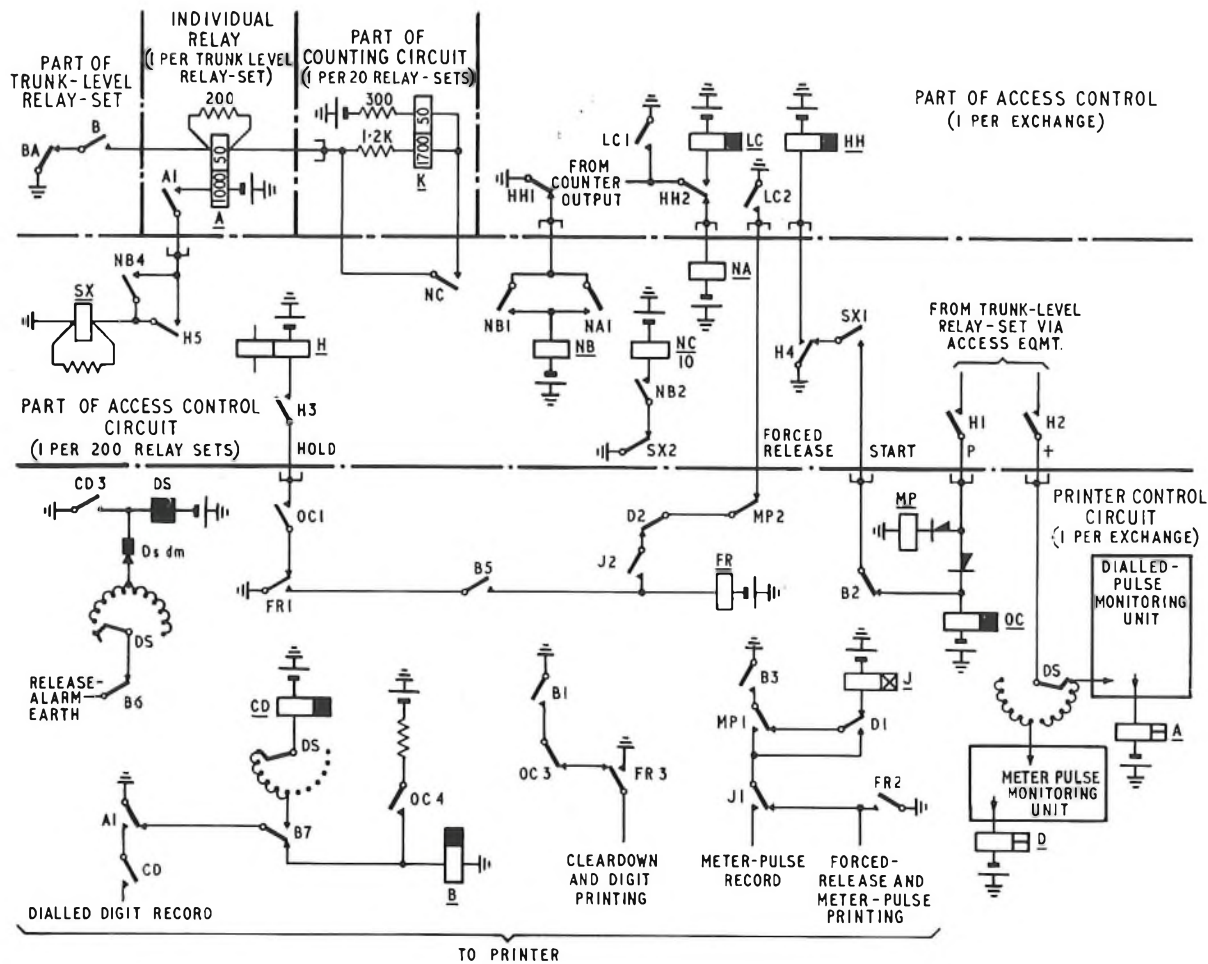 PART OF
TRUNK-LEVEL
RELAY-SET
INDIVIDUAL
RELAY
(1 PER TRUNK LEVEL
RELAY-SET)
PART OF
COUNTING CIRCUIT
(1 PER 20 RELAY-SETS)
PART OF ACCESS CONTROL
(1 PER EXCHANGE)
BA
B
200
50
1000
A
A1
300
1·2K
50
1700
K
LC1
LC
HH
FROM
COUNTER
OUTPUT
HH1
HH2
LC2
NB4
SX
H5
NC
H
H3
NB1
NA1
NB
NA
NC
10
NB2
SX2
SX1
H4
FROM TRUNK-LEVEL
RELAY-SET VIA
ACCESS EQMT.
H1
H2
P
+
PART OF ACCESS CONTROL
CIRCUIT
(1 PER 200 RELAY SETS)
HOLD
FORCED
RELEASE
START
CD3
DS
Ds dm
DS
RELEASE-
ALARM
EARTH
B6
OC1
FR1
B5
D2
MP2
J2
FR
MP
B2
OC
PRINTER CONTROL
CIRCUIT
(1 PER EXCHANGE)
DIALLED-
PULSE
MONITORING
UNIT
DS
A
METER PULSE
MONITORING
UNIT
D
CD
DS
A1
CD
B7
OC4
B
B1
OC3
FR3
B3
MP1
J
D1
J1
FR2
DIALLED DIGIT RECORD
CLEARDOWN
AND DIGIT
PRINTING
METER-PULSE
RECORD
FORCED-
RELEASE AND
METER-PULSE
PRINTING
TO PRINTER